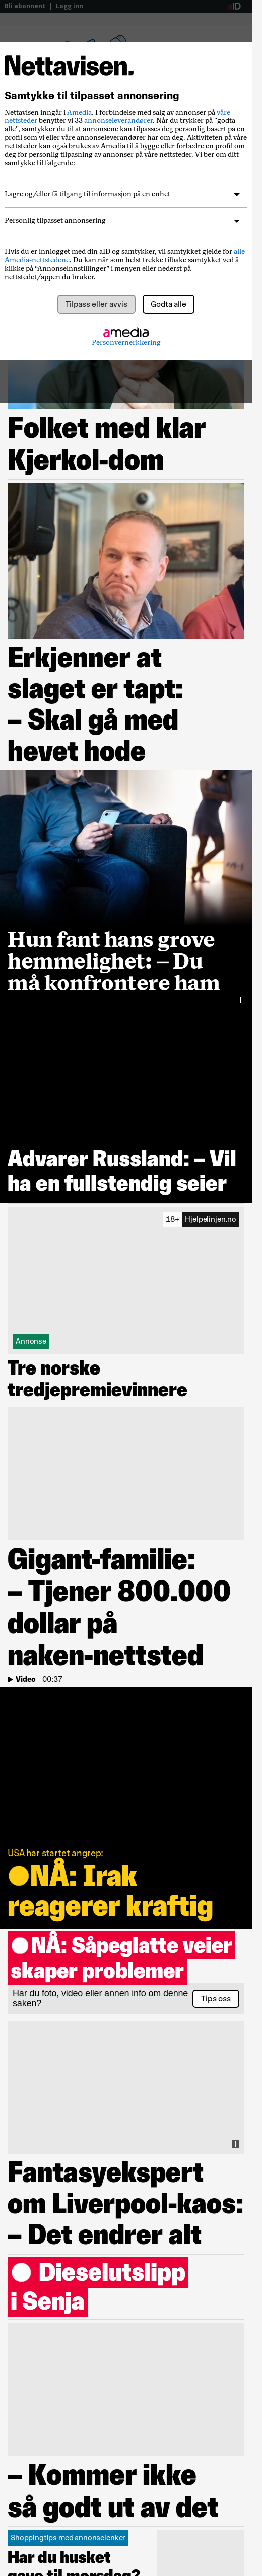 Bli abonnent | Logg inn
aID
Nettavisen.
Samtykke til tilpasset annonsering
Nettavisen inngår i Amedia. I forbindelse med salg av annonser på våre
nettsteder benytter vi 33 annonseleverandører. Når du trykker på "godta
alle", samtykker du til at annonsene kan tilpasses deg personlig basert på en
profil som vi eller våre annonseleverandører har om deg. Aktiviteten på våre
nettsteder kan også brukes av Amedia til å bygge eller forbedre en profil om
deg for personlig tilpasning av annonser på våre nettsteder. Vi ber om ditt
samtykke til følgende:
Lagre og/eller få tilgang til informasjon på en enhet
Personlig tilpasset annonsering
Hvis du er innlogget med din aID og samtykker, vil samtykket gjelde for alle
Amedia-nettstedene. Du kan når som helst trekke tilbake samtykket ved å
klikke på “Annonseinnstillinger” i menyen eller nederst på
nettstedet/appen du bruker.
Tilpass eller avvis
Godta alle
amedia
Personvernerklæring
Folket med klar
Kjerkol-dom
Erkjenner at
slaget er tapt:
– Skal gå med
hevet hode
Hun fant hans grove
hemmelighet: – Du
må konfrontere ham
Advarer Russland: – Vil
ha en fullstendig seier
18+ Hjelpelinjen.no
Annonse
Tre norske
tredjepremievinnere
Gigant-familie:
– Tjener 800.000
dollar på
naken-nettsted
Video | 00:37
USA har startet angrep:
●NÅ: Irak
reagerer kraftig
●NÅ: Såpeglatte veier
skaper problemer
Har du foto, video eller annen info om denne
saken?
Tips oss
Fantasyekspert
om Liverpool-kaos:
– Det endrer alt
● Dieselutslipp
i Senja
– Kommer ikke
så godt ut av det
Shoppingtips med annonselenker
Har du husket
gave til morsdag?